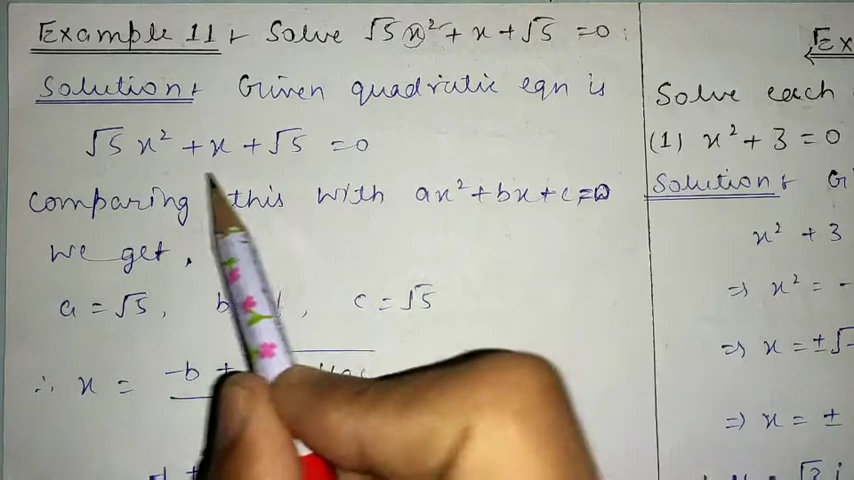 Example 11:- Solve √5 x² + x + √5 = 0 :
Solution:- Given quadratic eqn is
√5 x² + x + √5 = 0
Comparing this with ax² + bx + c = 0
we get,
a = √5, b , c = √5
∴ x = -b ±
Solve each
(1) x² + 3 = 0
Solution:-
x² + 3
⇒ x² = -
⇒ x = ±√-
⇒ x = ±